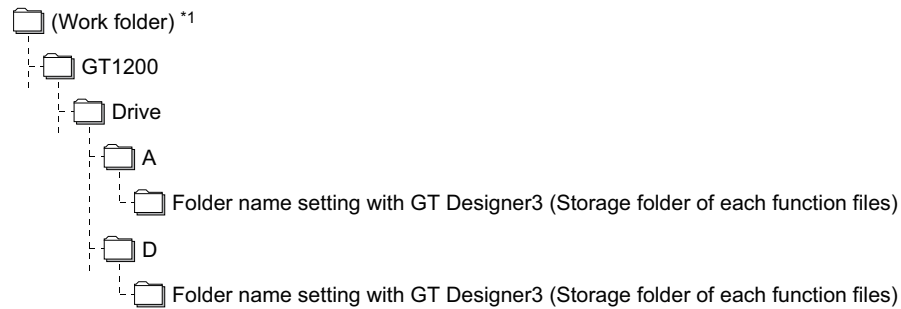 (Work folder) *1
GT1200
Drive
A
Folder name setting with GT Designer3 (Storage folder of each function files)
D
Folder name setting with GT Designer3 (Storage folder of each function files)